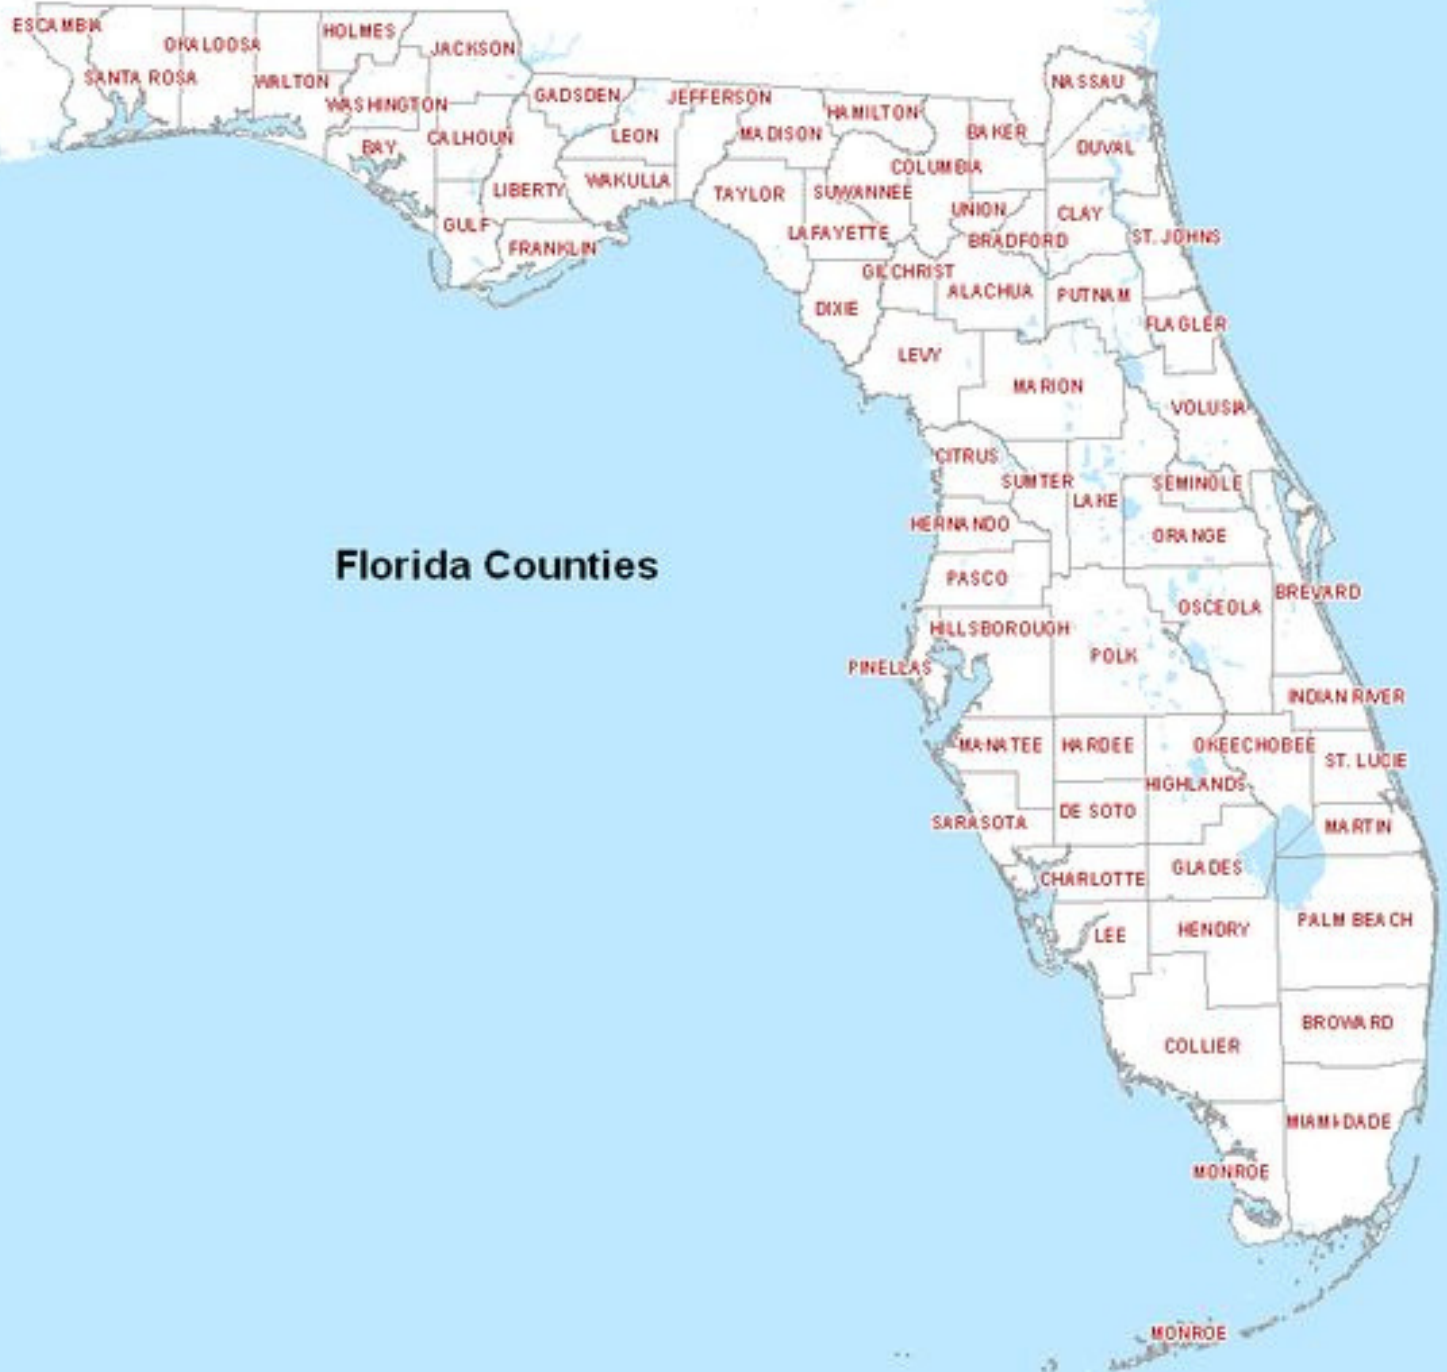 ESCAMBIA
HOLMES
OKALOOSA
JACKSON
SANTA ROSA
WALTON
NASSAU
GADSDEN
JEFFERSON
WASHINGTON
HAMILTON
MADISON
BAKER
LEON
CALHOUN
BAY
DUVAL
COLUMBIA
WAKULLA
LIBERTY
SUWANNEE
TAYLOR
UNION
CLAY
GULF
LAFAYETTE
ST. JOHNS
BRADFORD
FRANKLIN
GILCHRIST
ALACHUA
PUTNAM
DIXIE
FLAGLER
LEVY
MARION
VOLUSIA
CITRUS
SUMTER
SEMINOLE
LAKE
HERNANDO
ORANGE
Florida Counties
PASCO
BREVARD
OSCEOLA
HILLSBOROUGH
POLK
PINELLAS
INDIAN RIVER
MANATEE
HARDEE
OKEECHOBEE
ST. LUCIE
HIGHLANDS
DE SOTO
SARASOTA
MARTIN
GLADES
CHARLOTTE
PALM BEACH
HENDRY
LEE
BROWARD
COLLIER
MIAMI-DADE
MONROE
MONROE